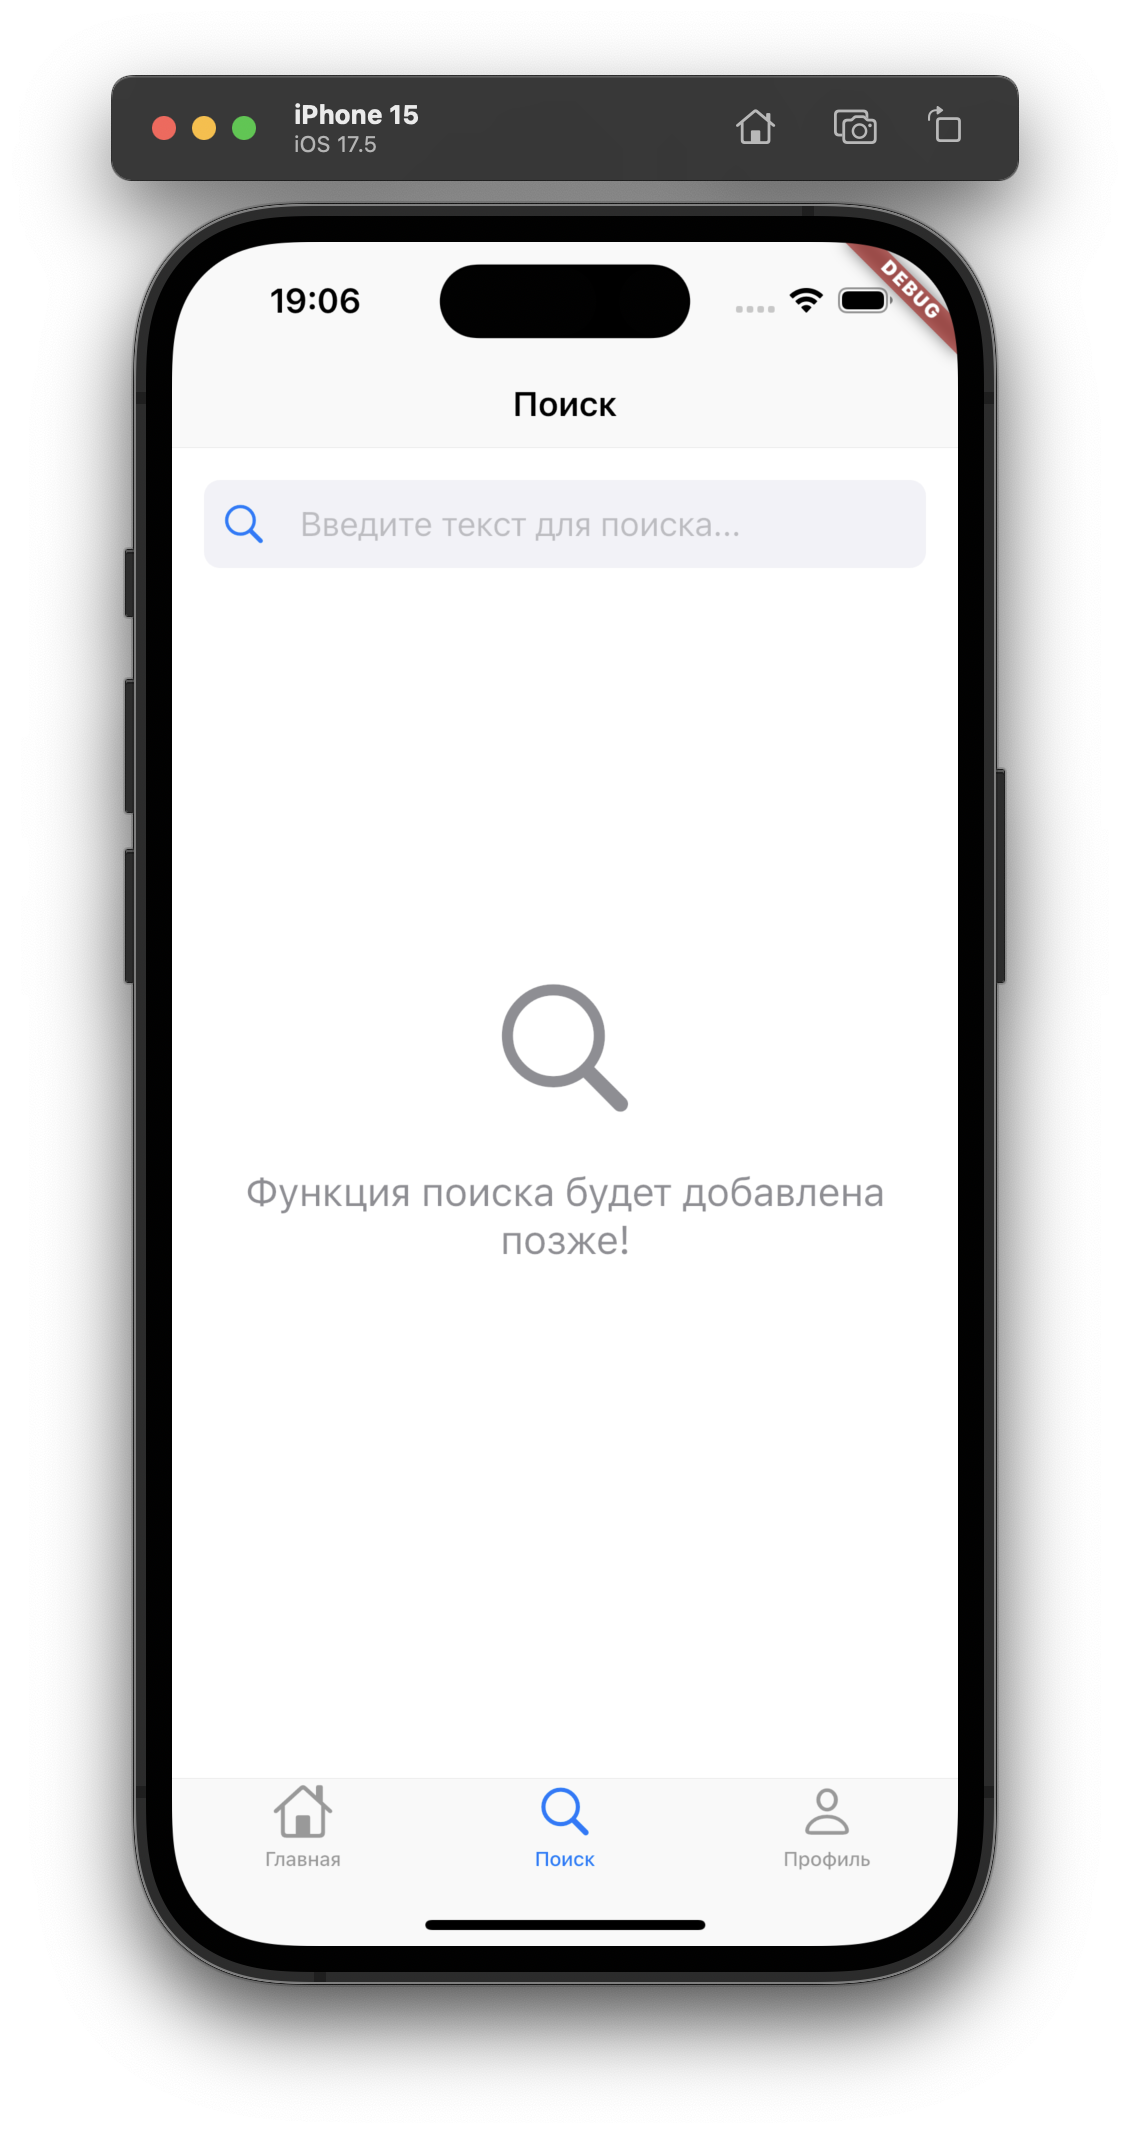 iPhone 15
iOS 17.5
19:06
DEBUG
Поиск
Введите текст для поиска...
Функция поиска будет добавлена
позже!
Главная
Поиск
Профиль